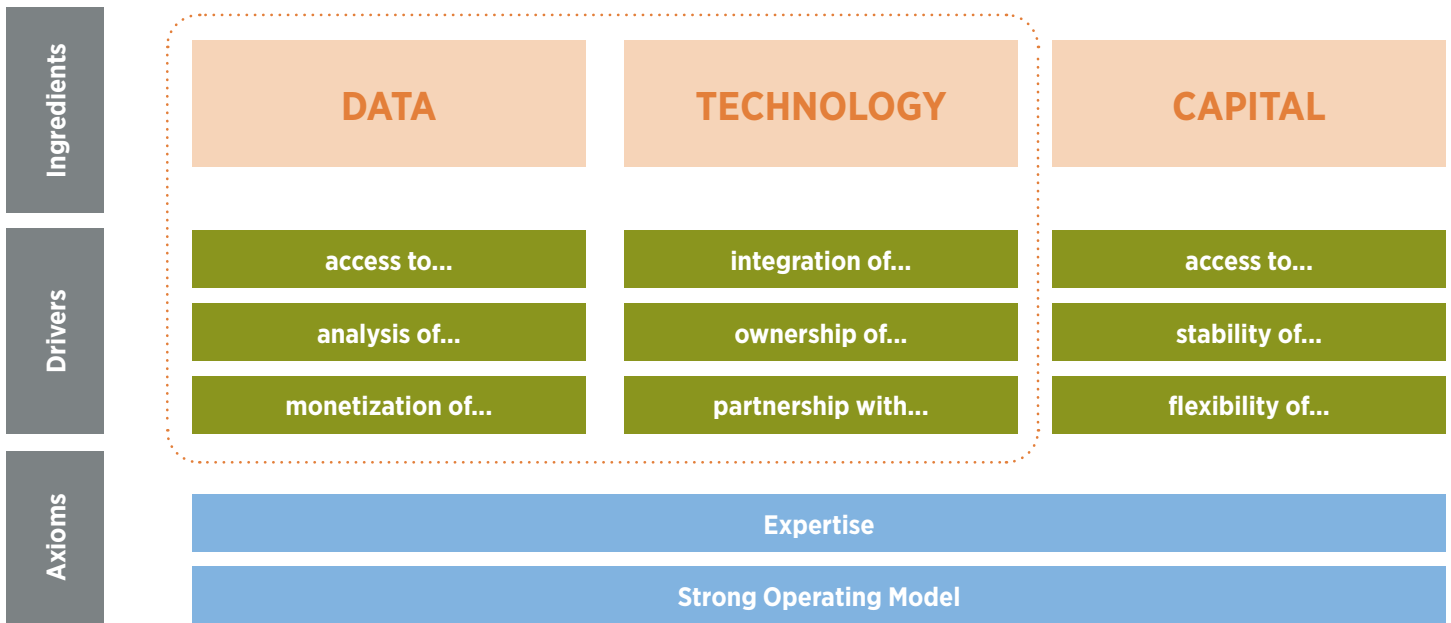 Ingredients
DATA
TECHNOLOGY
CAPITAL
Drivers
access to...
integration of...
access to...
analysis of...
ownership of...
stability of...
monetization of...
partnership with...
flexibility of...
Axioms
Expertise
Strong Operating Model